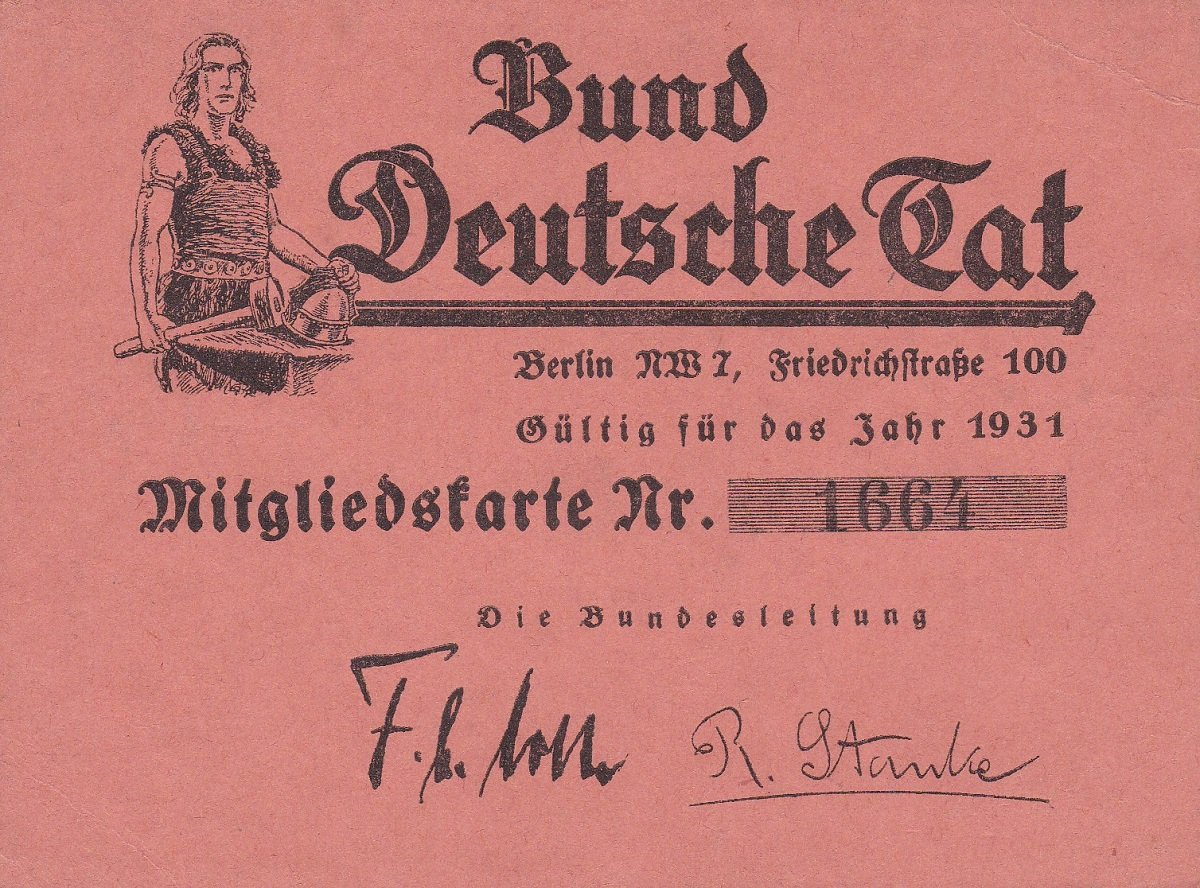 Bund
Deutsche Tat
Berlin NW 7, Friedrichstraße 100
Gültig für das Jahr 1931
Mitgliedskarte Nr. 1664
Die Bundesleitung
R. Stanke